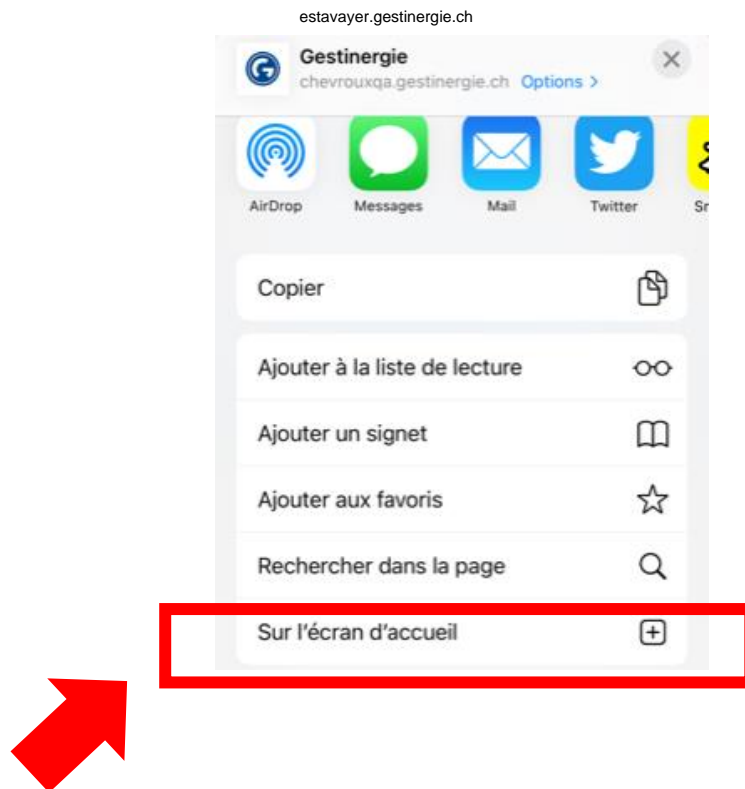 estavayer.gestinergie.ch
Gestinergie
chevrouxqa.gestinergie.ch Options >
AirDrop Messages Mail Twitter Sr
Copier
Ajouter à la liste de lecture
Ajouter un signet
Ajouter aux favoris
Rechercher dans la page
Sur l'écran d'accueil